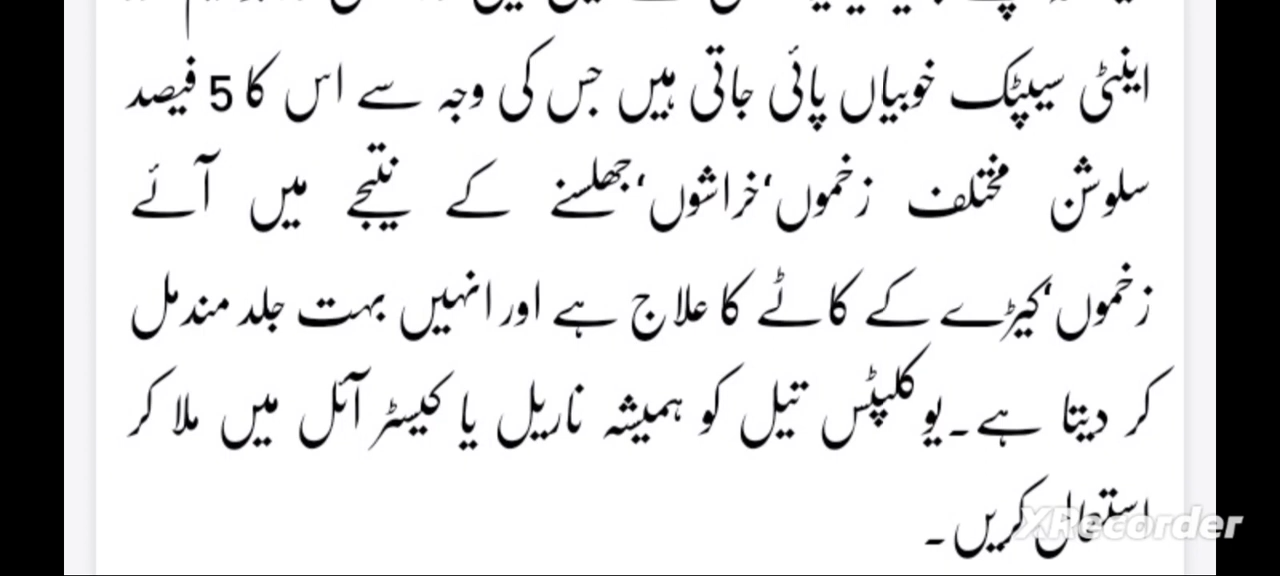 اینٹی سیپٹک خوبیاں پائی جاتی ہیں جس کی وجہ سے اس کا 5 فیصد
سلوشن مختلف زخموں‘خراشوں‘جھلسنے کے نتیجے میں آئے
زخموں‘کیڑے کے کاٹے کا علاج ہے اور انہیں بہت جلد مندمل
کر دیتا ہے۔یوکلپٹس تیل کو ہمیشہ ناریل یا کیسٹر آئل میں ملا کر
استعمال کریں۔
XRecorder